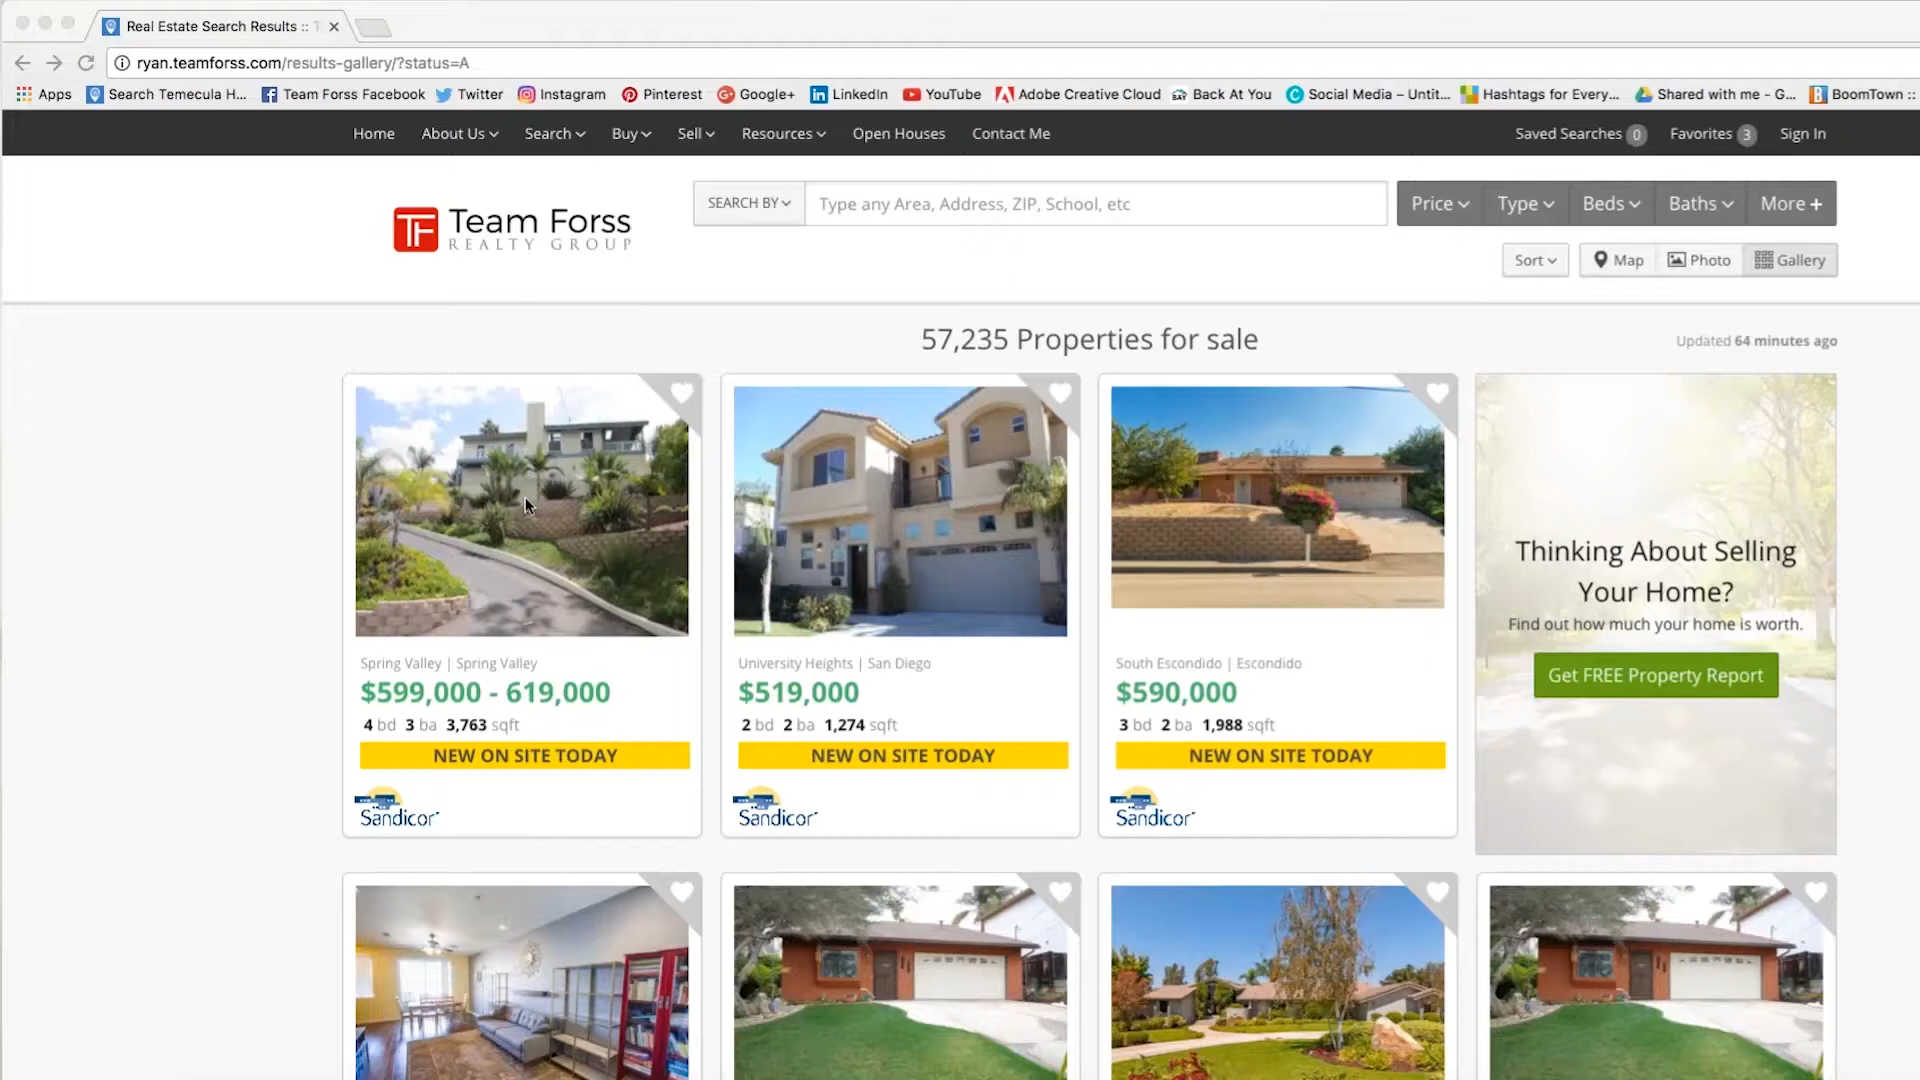 Real Estate Search Results :: T
ryan.teamforss.com/results-gallery/?status=A
Apps Search Temecula H... Team Forss Facebook Twitter Instagram Pinterest Google+ LinkedIn YouTube Adobe Creative Cloud Back At You Social Media – Untit... Hashtags for Every... Shared with me - G... BoomTown ::
Home About Us Search Buy Sell Resources Open Houses Contact Me Saved Searches 0 Favorites 3 Sign In
SEARCH BY Type any Area, Address, ZIP, School, etc Price Type Beds Baths More +
TF Team Forss
REALTY GROUP
Sort Map Photo Gallery
57,235 Properties for sale
Updated 64 minutes ago
Spring Valley | Spring Valley
$599,000 - 619,000
4 bd 3 ba 3,763 sqft
NEW ON SITE TODAY
Sandicor
University Heights | San Diego
$519,000
2 bd 2 ba 1,274 sqft
NEW ON SITE TODAY
Sandicor
South Escondido | Escondido
$590,000
3 bd 2 ba 1,988 sqft
NEW ON SITE TODAY
Sandicor
Thinking About Selling
Your Home?
Find out how much your home is worth.
Get FREE Property Report